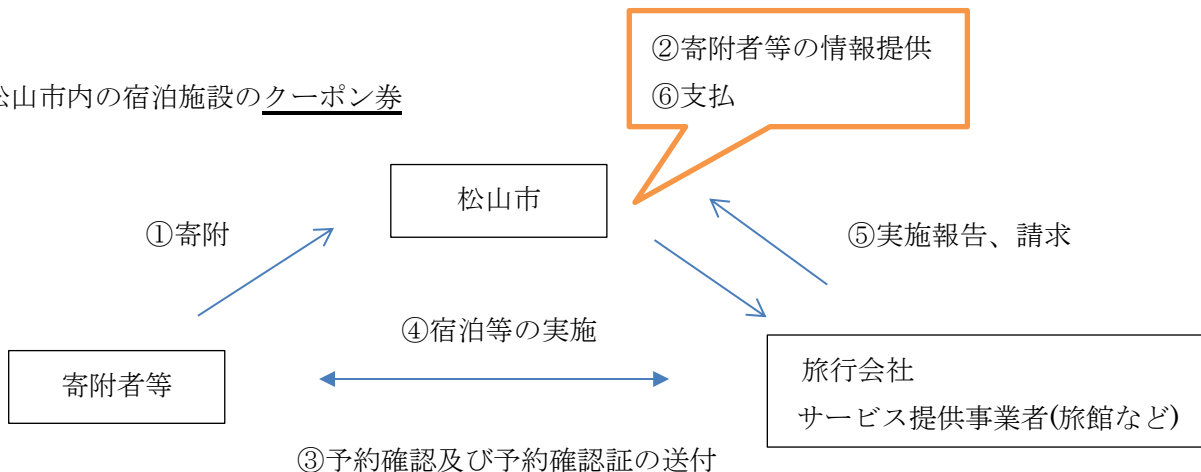 ②寄附者等の情報提供
⑥支払
松山市内の宿泊施設のクーポン券
松山市
①寄附
⑤実施報告、請求
④宿泊等の実施
寄附者等
旅行会社
サービス提供事業者(旅館など)
③予約確認及び予約確認証の送付